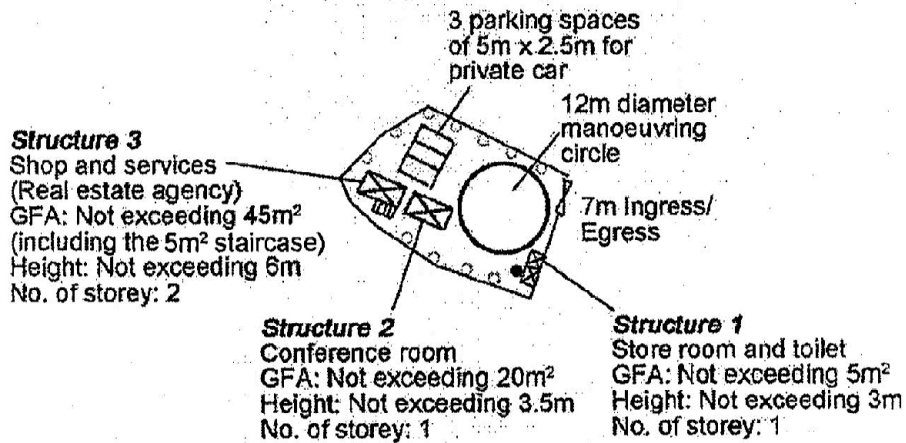 3 parking spaces
of 5m x 2.5m for
private car
12m diameter
manoeuvring
circle
Structure 3
Shop and services
(Real estate agency)
GFA: Not exceeding 45m²
(including the 5m² staircase)
Height: Not exceeding 6m
No. of storey: 2
7m Ingress/
Egress
Structure 2
Conference room
GFA: Not exceeding 20m²
Height: Not exceeding 3.5m
No. of storey: 1
Structure 1
Store room and toilet
GFA: Not exceeding 5m²
Height: Not exceeding 3m
No. of storey: 1